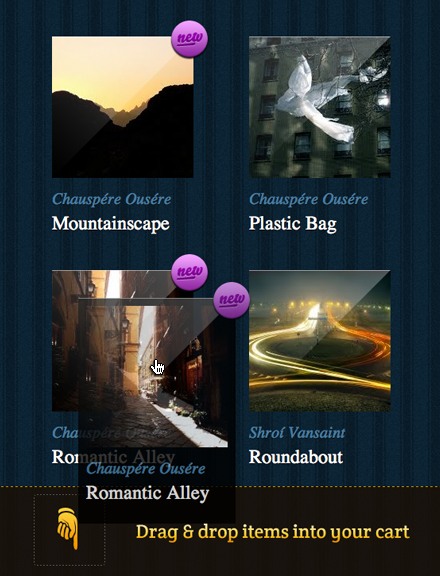 new
Chauspére Ousére
Mountainscape
Chauspére Ousére
Plastic Bag
new
new
Chauspére Ousére
Romantic Alley
Shroí Vansaint
Roundabout
Chauspére Ousére
Romantic Alley
Drag & drop items into your cart